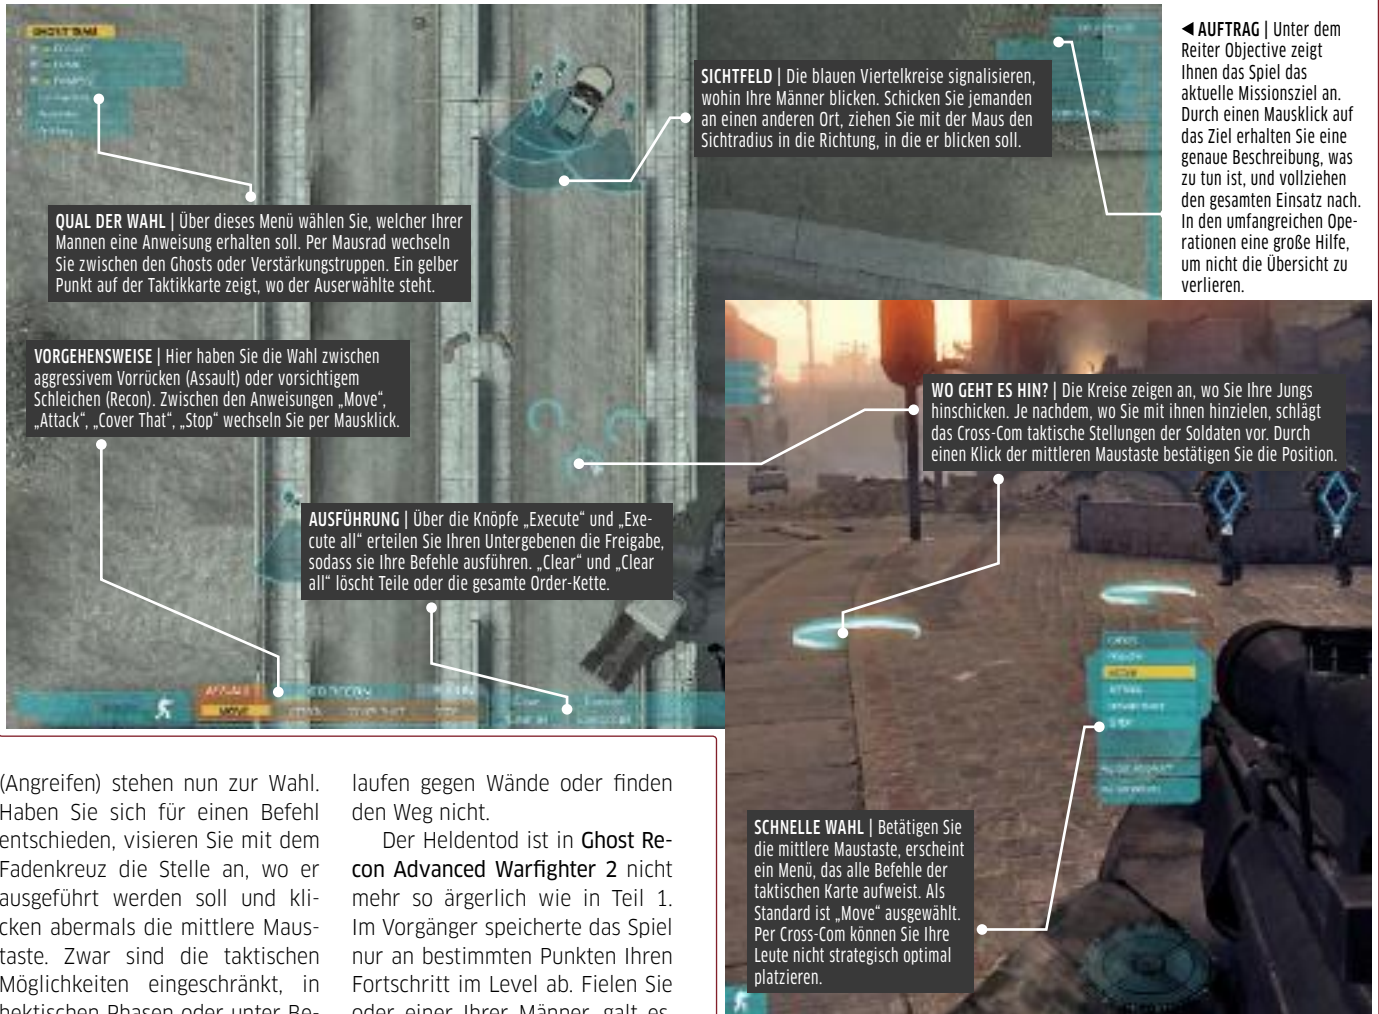 GHOST TEAM
SICHTFELD | Die blauen Viertelkreise signalisieren,
wohin Ihre Männer blicken. Schicken Sie jemanden
an einen anderen Ort, ziehen Sie mit der Maus den
Sichtradius in die Richtung, in die er blicken soll.
◄ AUFTRAG | Unter dem
Reiter Objective zeigt
Ihnen das Spiel das
aktuelle Missionsziel an.
Durch einen Mausklick auf
das Ziel erhalten Sie eine
genaue Beschreibung, was
zu tun ist, und vollziehen
den gesamten Einsatz nach.
In den umfangreichen Ope-
rationen eine große Hilfe,
um nicht die Übersicht zu
verlieren.
QUAL DER WAHL | Über dieses Menü wählen Sie, welcher Ihrer
Mannen eine Anweisung erhalten soll. Per Mausrad wechseln
Sie zwischen den Ghosts oder Verstärkungstruppen. Ein gelber
Punkt auf der Taktikkarte zeigt, wo der Auserwählte steht.
VORGEHENSWEISE | Hier haben Sie die Wahl zwischen
aggressivem Vorrücken (Assault) oder vorsichtigem
Schleichen (Recon). Zwischen den Anweisungen „Move“,
„Attack“, „Cover That“, „Stop“ wechseln Sie per Mausklick.
WO GEHT ES HIN? | Die Kreise zeigen an, wo Sie Ihre Jungs
hinschicken. Je nachdem, wo Sie mit ihnen hinzielen, schlägt
das Cross-Com taktische Stellungen der Soldaten vor. Durch
einen Klick der mittleren Maustaste bestätigen Sie die Position.
AUSFÜHRUNG | Über die Knöpfe „Execute“ und „Exe-
cute all“ erteilen Sie Ihren Untergebenen die Freigabe,
sodass sie Ihre Befehle ausführen. „Clear“ und „Clear
all“ löscht Teile oder die gesamte Order-Kette.
ASSAULT
MOVE
SCHNELLE WAHL | Betätigen Sie
die mittlere Maustaste, erscheint
ein Menü, das alle Befehle der
taktischen Karte aufweist. Als
Standard ist „Move“ ausgewählt.
Per Cross-Com können Sie Ihre
Leute nicht strategisch optimal
platzieren.
(Angreifen) stehen nun zur Wahl.
Haben Sie sich für einen Befehl
entschieden, visieren Sie mit dem
Fadenkreuz die Stelle an, wo er
ausgeführt werden soll und kli-
cken abermals die mittlere Maus-
taste. Zwar sind die taktischen
Möglichkeiten eingeschränkt, in
hektischen Phasen oder unter Be-
laufen gegen Wände oder finden
den Weg nicht.
Der Heldentod ist in Ghost Re-
con Advanced Warfighter 2 nicht
mehr so ärgerlich wie in Teil 1.
Im Vorgänger speicherte das Spiel
nur an bestimmten Punkten Ihren
Fortschritt im Level ab. Fielen Sie
oder einer Ihrer Männer, galt es,